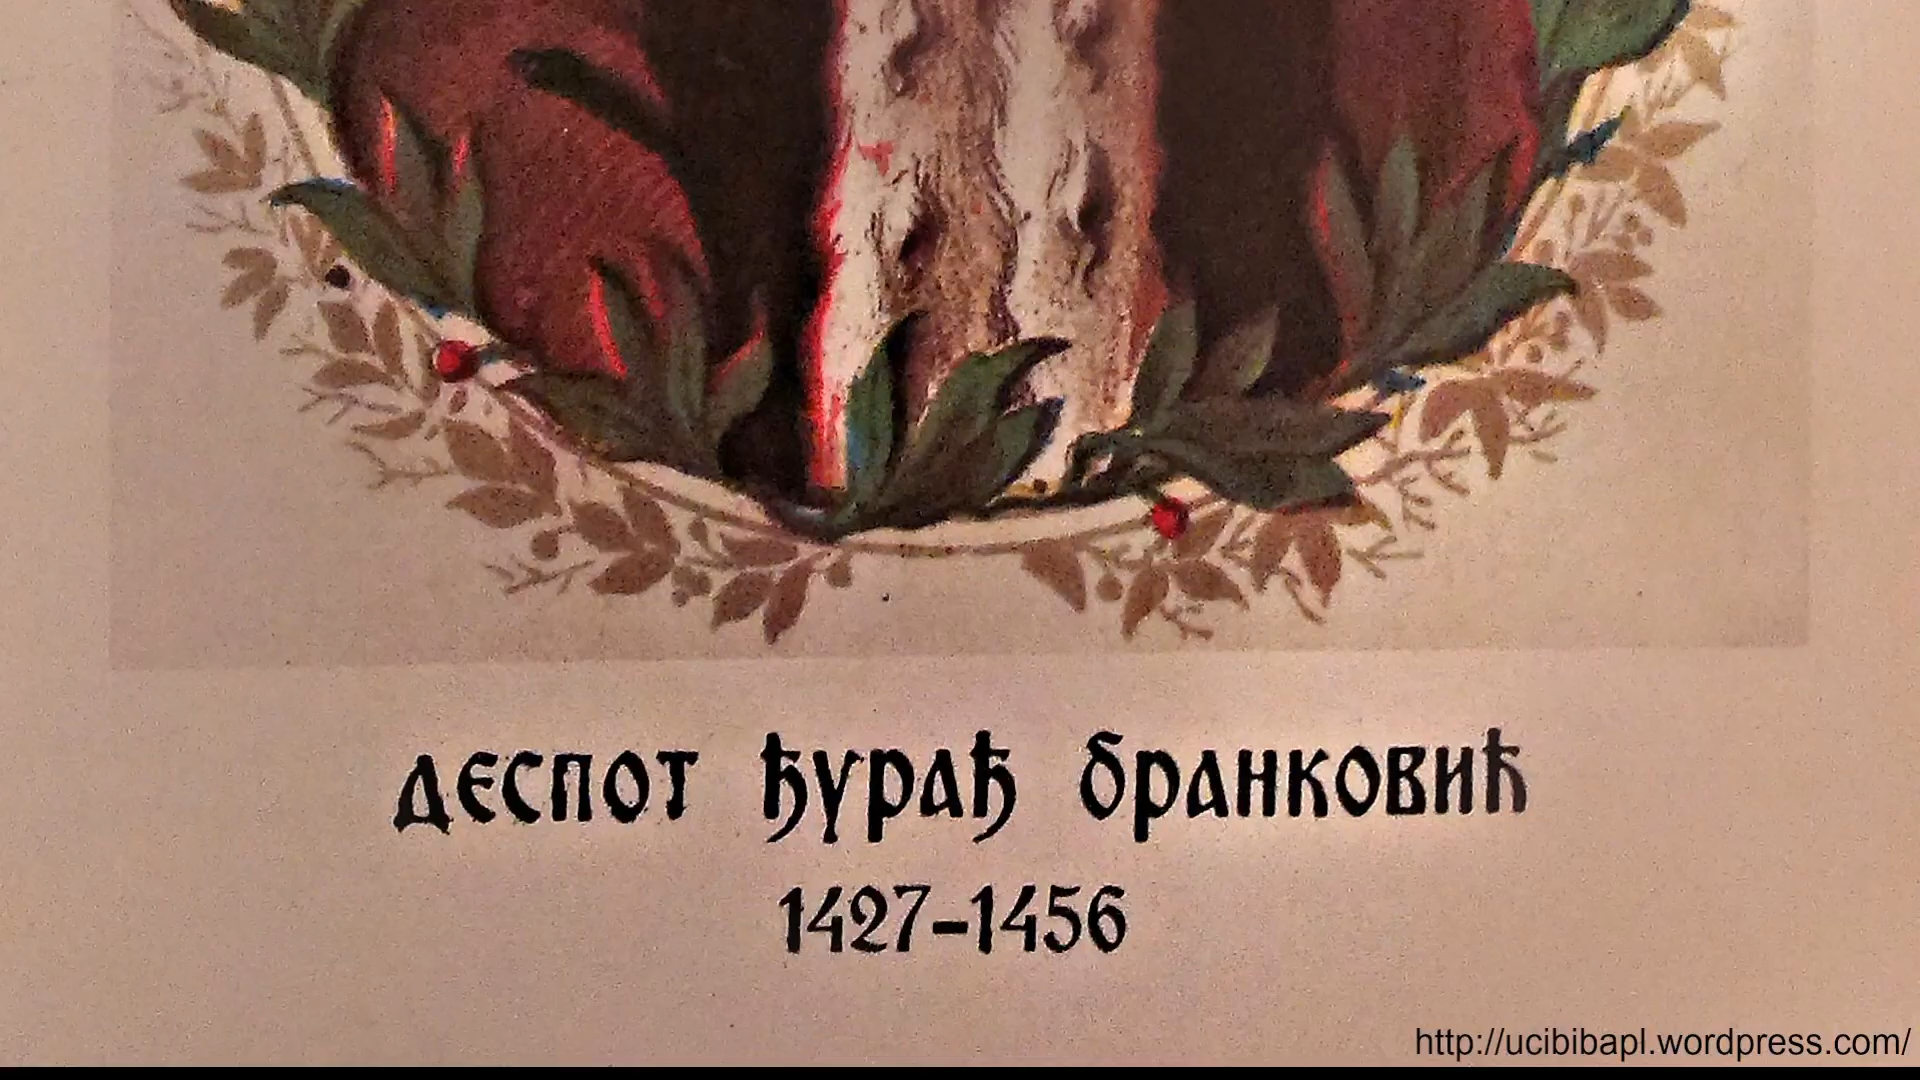 деспот ђурађ бранковић
1427-1456
http://ucibibapl.wordpress.com/